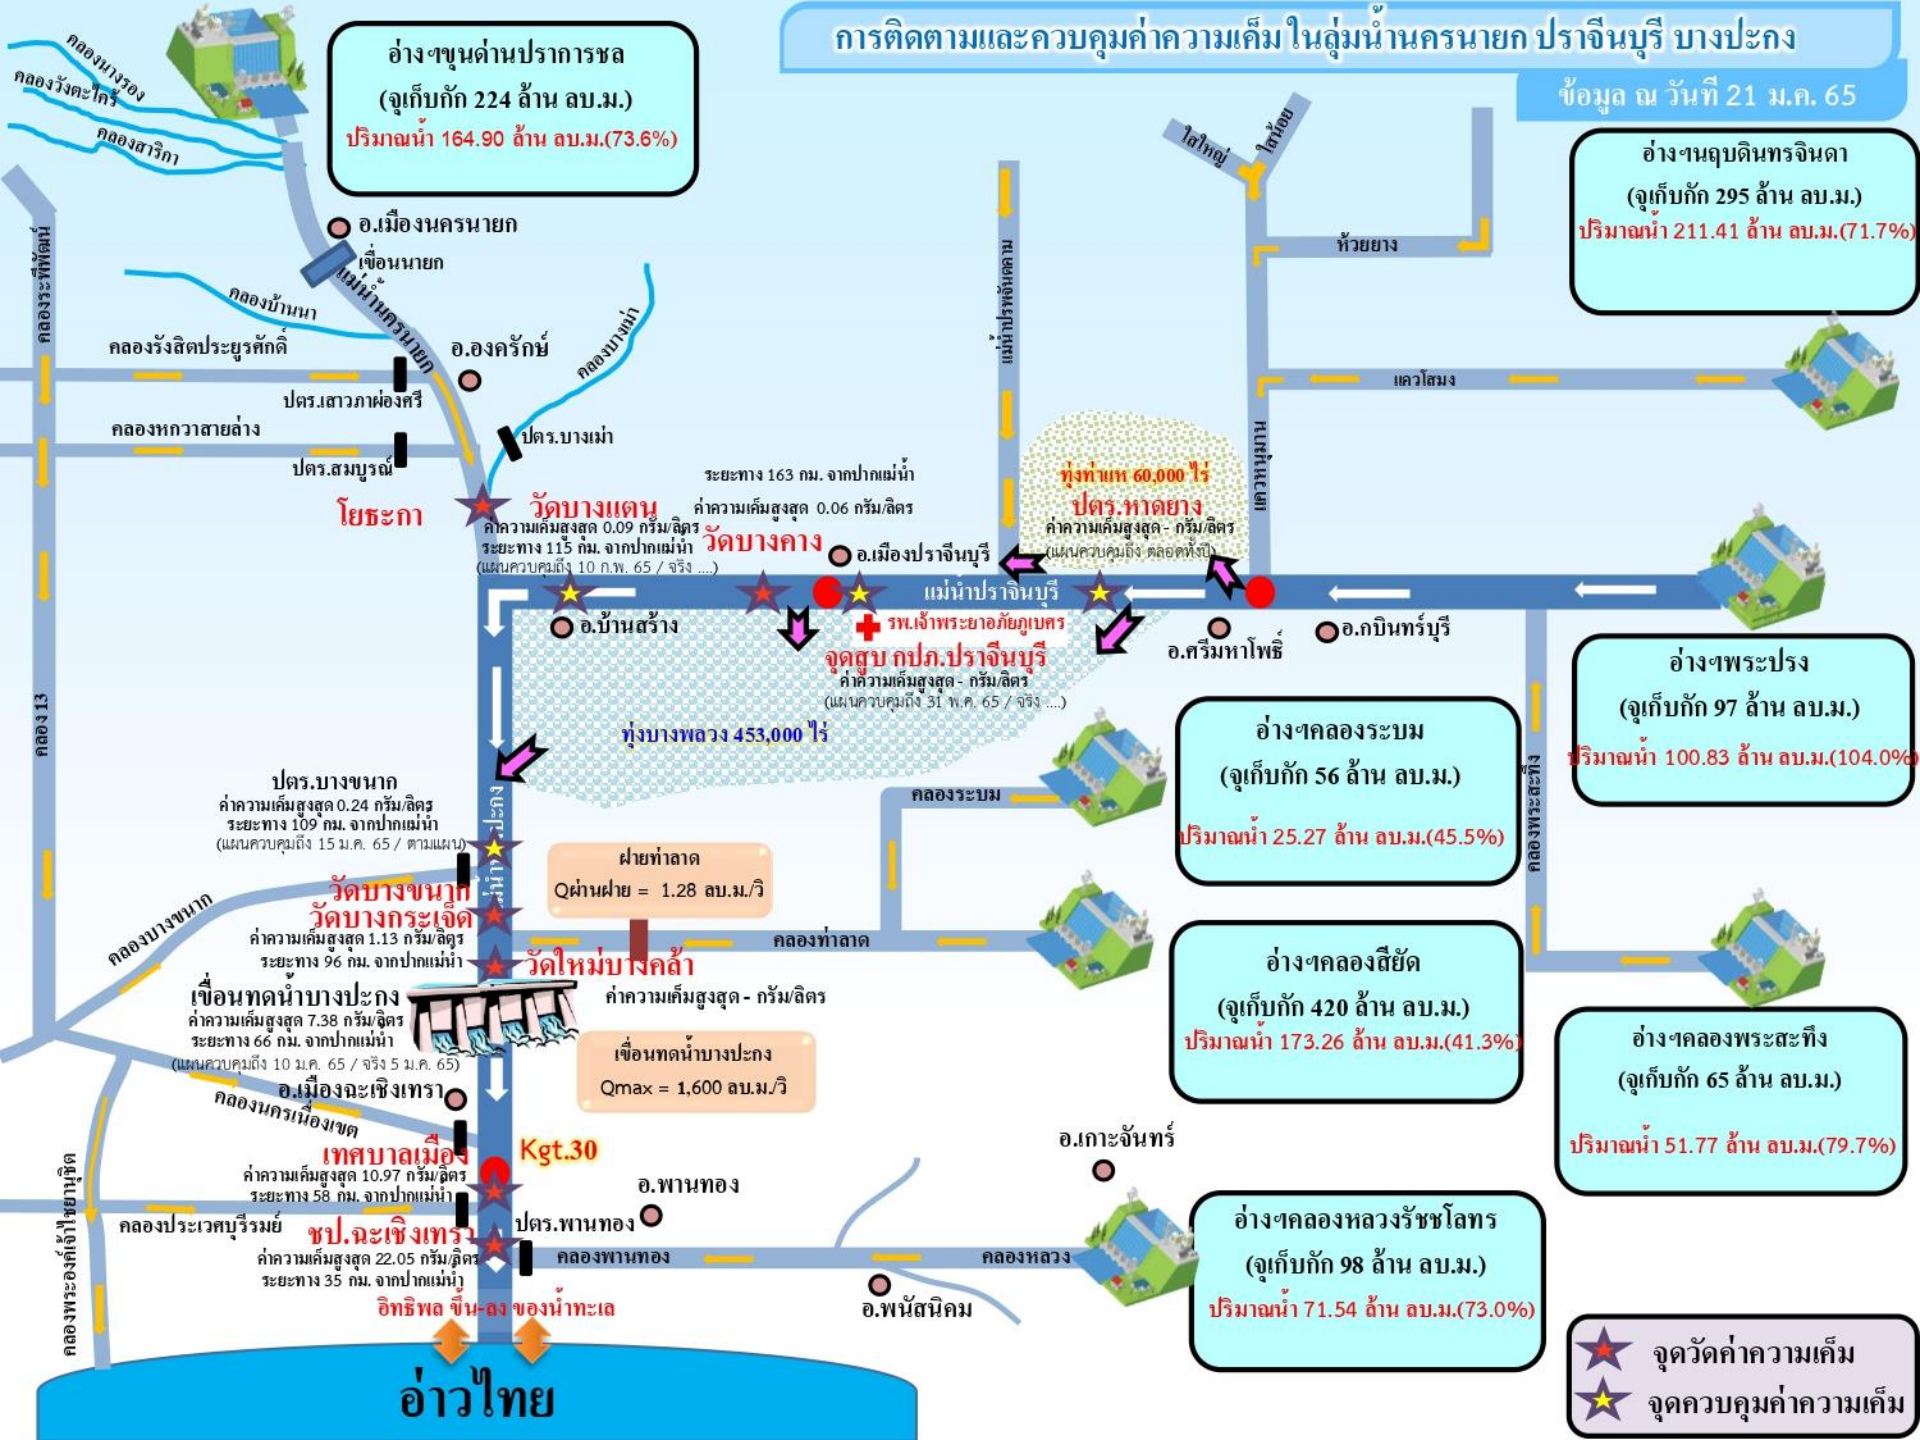 การติดตามและควบคุมค่าความเค็ม ในลุ่มน้ำนครนายก ปราจีนบุรี บางปะกง
ข้อมูล ณ วันที่ 21 ม.ค. 65
อ่างฯขุนด่านปราการชล
(จุเก็บกัก 224 ล้าน ลบ.ม.)
ปริมาณน้ำ 164.90 ล้าน ลบ.ม.(73.6%)
คลองนางรอง
คลองวังตะไคร้
คลองสาริกา
อ.เมืองนครนายก
เขื่อนนายก
แม่น้ำนครนายก
คลองระพีพัฒน์
คลองบ้านนา
คลองรังสิตประยูรศักดิ์
อ.องครักษ์
คลองบางเม่า
ปตร.เสาวภาผ่องศรี
คลองหกวาสายล่าง
ปตร.บางเม่า
ปตร.สมบูรณ์
ใสใหญ่
ใสน้อย
ห้วยยาง
แควโสมง
แควหนุมาน
อ่างฯนฤบดินทรจินดา
(จุเก็บกัก 295 ล้าน ลบ.ม.)
ปริมาณน้ำ 211.41 ล้าน ลบ.ม.(71.7%)
โยธะกา
วัดบางแตน
ค่าความเค็มสูงสุด 0.09 กรัม/ลิตร
ระยะทาง 115 กม. จากปากแม่น้ำ
(แผนควบคุมถึง 10 ก.พ. 65 / จริง ....)
ระยะทาง 163 กม. จากปากแม่น้ำ
ค่าความเค็มสูงสุด 0.06 กรัม/ลิตร
วัดบางคาง
อ.เมืองปราจีนบุรี
ทุ่งท่าแห 60,000 ไร่
ปตร.หาดยาง
ค่าความเค็มสูงสุด - กรัม/ลิตร
(แผนควบคุมถึง ตลอดทั้งปี)
แม่น้ำปราจีนบุรี
อ.บ้านสร้าง
รพ.เจ้าพระยาอภัยภูเบศร
จุดสูบ กปภ.ปราจีนบุรี
ค่าความเค็มสูงสุด - กรัม/ลิตร
(แผนควบคุมถึง 31 พ.ค. 65 / จริง ....)
อ.ศรีมหาโพธิ์
อ.กบินทร์บุรี
ทุ่งบางพลวง 453,000 ไร่
คลอง 13
อ่างฯพระปรง
(จุเก็บกัก 97 ล้าน ลบ.ม.)
ปริมาณน้ำ 100.83 ล้าน ลบ.ม.(104.0%)
อ่างฯคลองระบม
(จุเก็บกัก 56 ล้าน ลบ.ม.)
ปริมาณน้ำ 25.27 ล้าน ลบ.ม.(45.5%)
คลองพระสะทึง
คลองระบม
ปตร.บางขนาก
ค่าความเค็มสูงสุด 0.24 กรัม/ลิตร
ระยะทาง 109 กม. จากปากแม่น้ำ
(แผนควบคุมถึง 15 ม.ค. 65 / ตามแผน)
ฝายท่าลาด
Qผ่านฝาย = 1.28 ลบ.ม./วิ
วัดบางขนาก
วัดบางกระเจ็ด
ค่าความเค็มสูงสุด 1.13 กรัม/ลิตร
ระยะทาง 96 กม. จากปากแม่น้ำ
คลองบางขนาก
คลองท่าลาด
วัดใหม่บางคล้า
ค่าความเค็มสูงสุด - กรัม/ลิตร
อ่างฯคลองสียัด
(จุเก็บกัก 420 ล้าน ลบ.ม.)
ปริมาณน้ำ 173.26 ล้าน ลบ.ม.(41.3%)
เขื่อนทดน้ำบางปะกง
ค่าความเค็มสูงสุด 7.38 กรัม/ลิตร
ระยะทาง 66 กม. จากปากแม่น้ำ
(แผนควบคุมถึง 10 ม.ค. 65 / จริง 5 ม.ค. 65)
เขื่อนทดน้ำบางปะกง
Qmax = 1,600 ลบ.ม./วิ
อ่างฯคลองพระสะทึง
(จุเก็บกัก 65 ล้าน ลบ.ม.)
ปริมาณน้ำ 51.77 ล้าน ลบ.ม.(79.7%)
อ.เมืองฉะเชิงเทรา
คลองนครเนื่องเขต
เทศบาลเมือง
ค่าความเค็มสูงสุด 10.97 กรัม/ลิตร
ระยะทาง 58 กม. จากปากแม่น้ำ
Kgt.30
อ.พานทอง
อ.เกาะจันทร์
คลองพระองค์เจ้าไชยานุชิต
คลองประเวศบุรีรมย์
ชป.ฉะเชิงเทรา
ค่าความเค็มสูงสุด 22.05 กรัม/ลิตร
ระยะทาง 35 กม. จากปากแม่น้ำ
ปตร.พานทอง
คลองพานทอง
คลองหลวง
อ.พนัสนิคม
อ่างฯคลองหลวงรัชชโลทร
(จุเก็บกัก 98 ล้าน ลบ.ม.)
ปริมาณน้ำ 71.54 ล้าน ลบ.ม.(73.0%)
อิทธิพล ขึ้น-ลง ของน้ำทะเล
อ่าวไทย
จุดวัดค่าความเค็ม
จุดควบคุมค่าความเค็ม